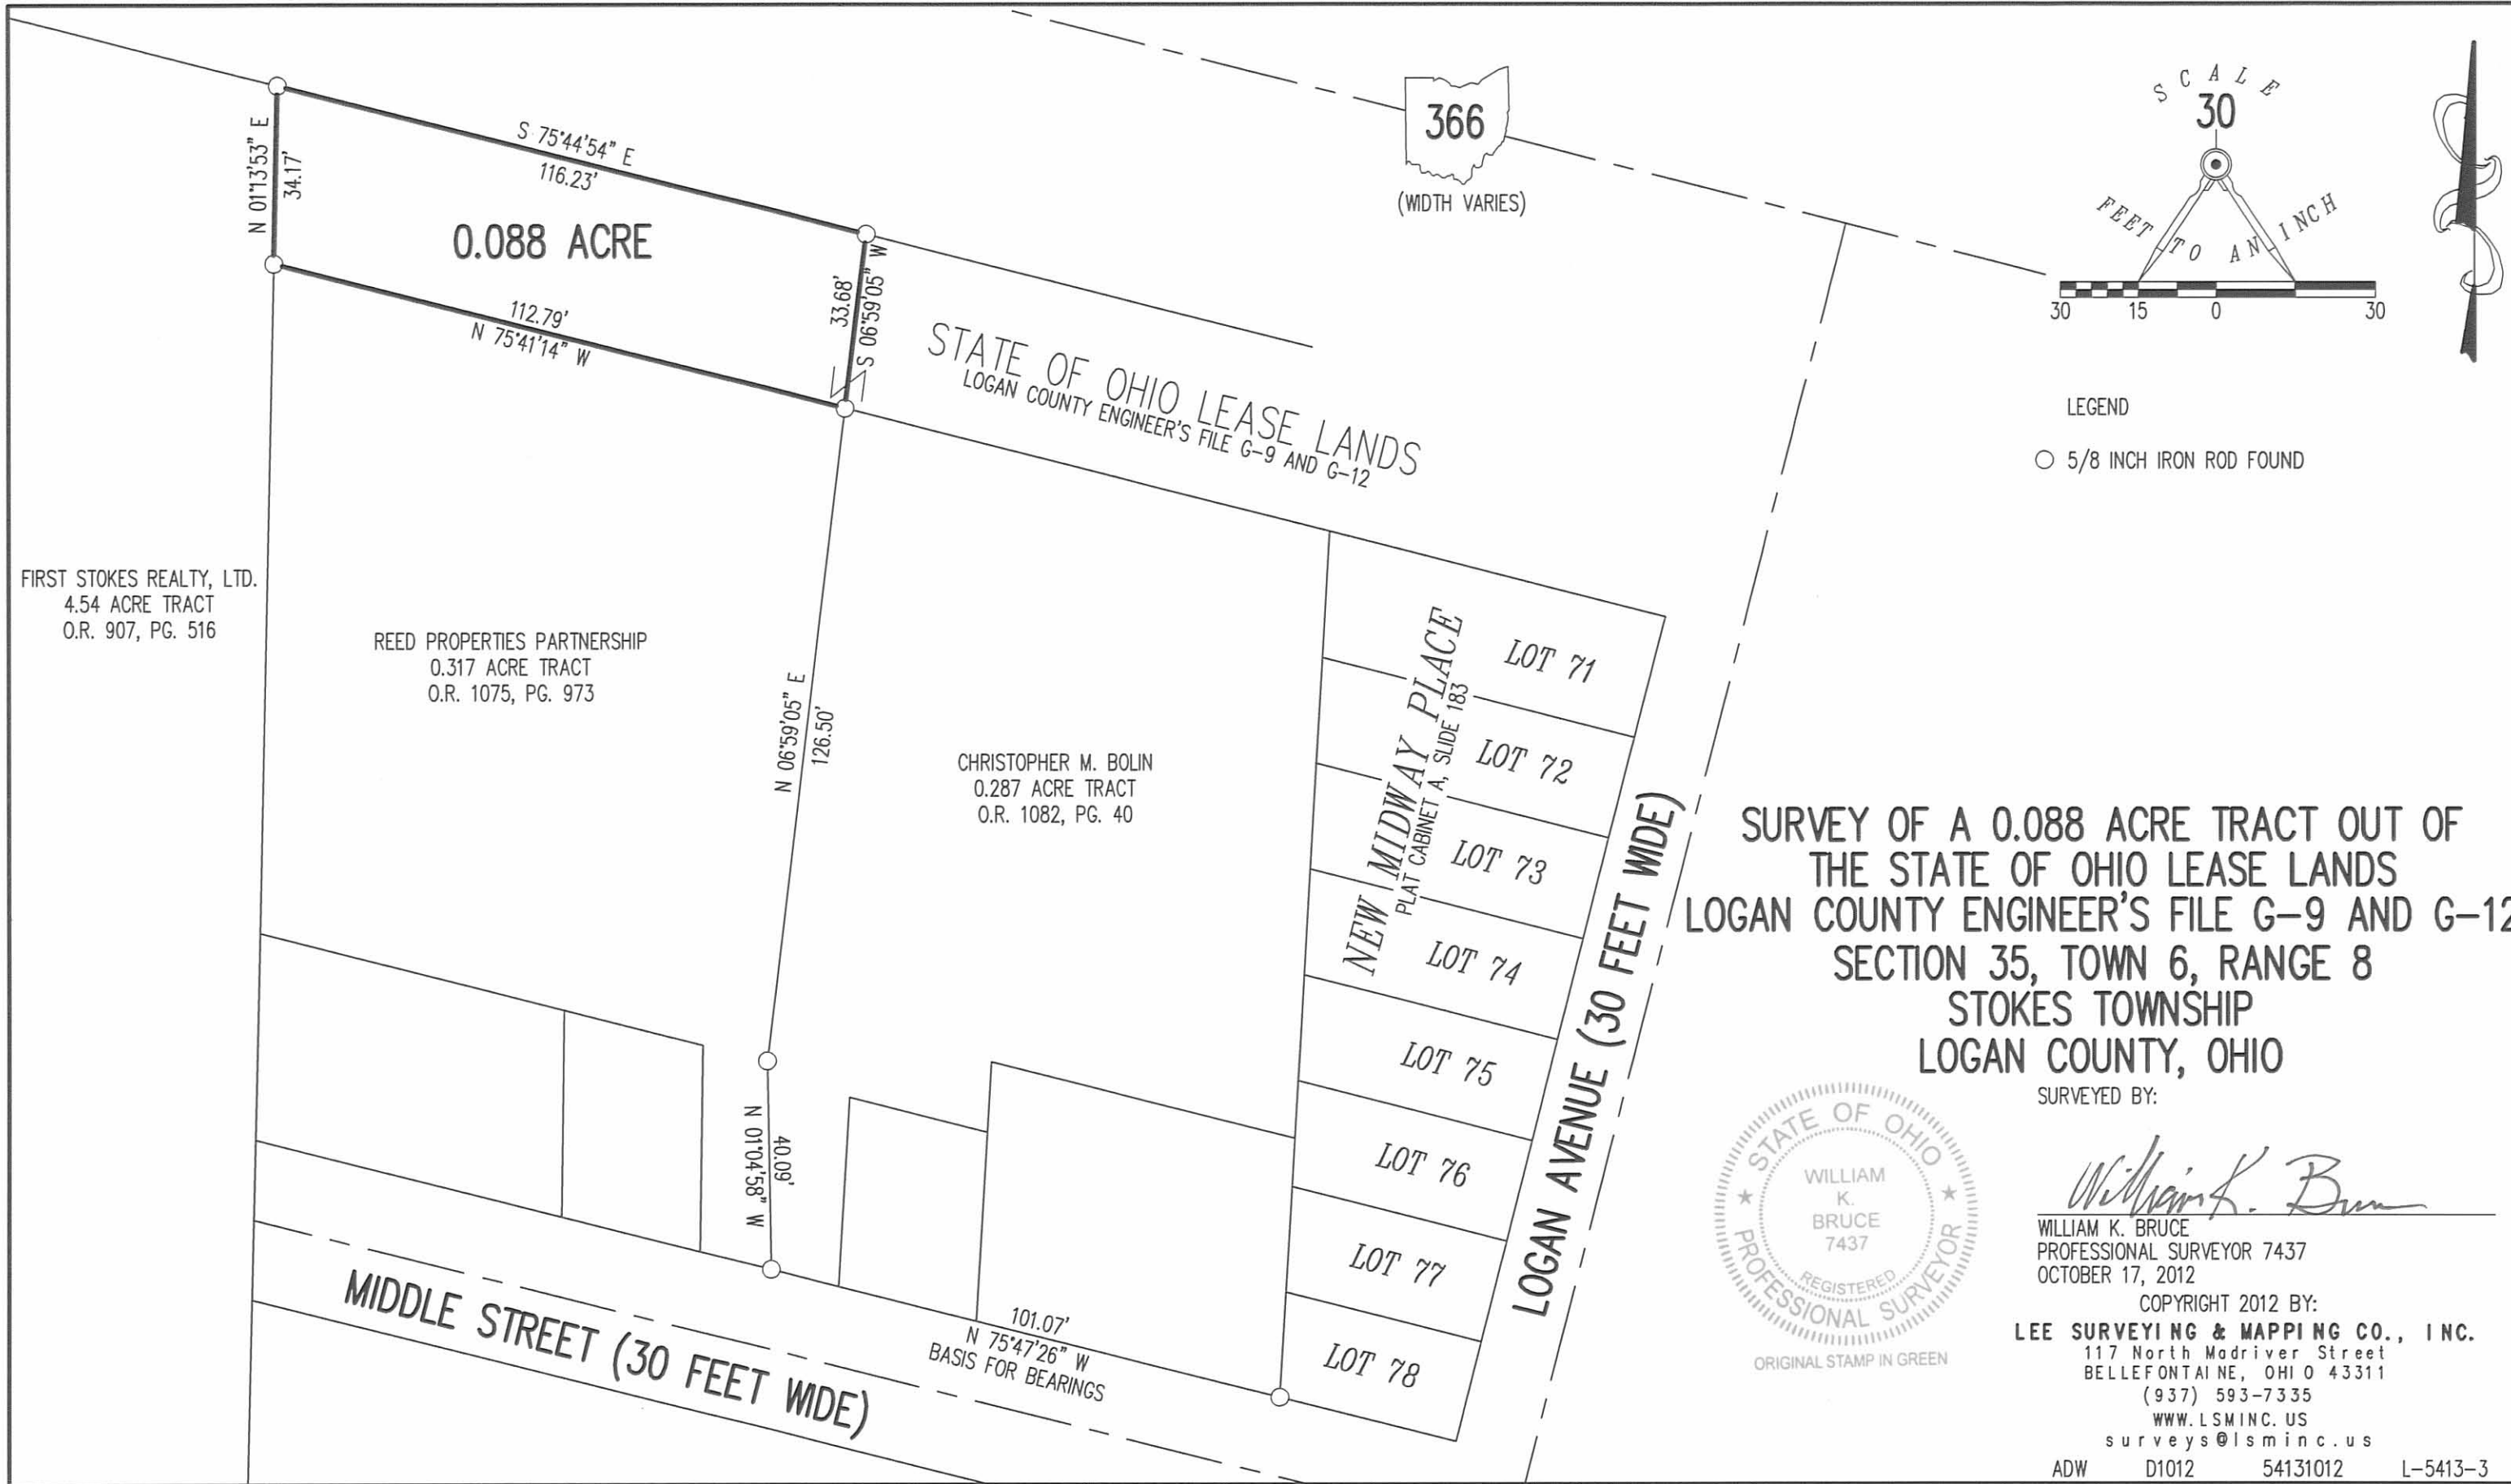 366
(WIDTH VARIES)
SCALE
30
FEET TO AN INCH
30 15 0 30
LEGEND
5/8 INCH IRON ROD FOUND
N 01°13'53" E
34.17'
S 75°44'54" E
116.23'
0.088 ACRE
112.79'
N 75°41'14" W
33.68'
S 06°59'05" W
STATE OF OHIO LEASE LANDS
LOGAN COUNTY ENGINEER'S FILE G-9 AND G-12
FIRST STOKES REALTY, LTD.
4.54 ACRE TRACT
O.R. 907, PG. 516
REED PROPERTIES PARTNERSHIP
0.317 ACRE TRACT
O.R. 1075, PG. 973
N 06°59'05" E
126.50'
CHRISTOPHER M. BOLIN
0.287 ACRE TRACT
O.R. 1082, PG. 40
NEW MIDWAY PLACE
PLAT CABINET A, SLIDE 183
LOT 71
LOT 72
LOT 73
LOT 74
LOT 75
LOT 76
LOT 77
LOT 78
LOGAN AVENUE (30 FEET WIDE)
40.09'
N 01°04'58" W
101.07'
N 75°47'26" W
BASIS FOR BEARINGS
MIDDLE STREET (30 FEET WIDE)
SURVEY OF A 0.088 ACRE TRACT OUT OF
THE STATE OF OHIO LEASE LANDS
LOGAN COUNTY ENGINEER'S FILE G-9 AND G-12
SECTION 35, TOWN 6, RANGE 8
STOKES TOWNSHIP
LOGAN COUNTY, OHIO
SURVEYED BY:
STATE OF OHIO
WILLIAM
K.
BRUCE
7437
REGISTERED
PROFESSIONAL SURVEYOR
ORIGINAL STAMP IN GREEN
William K. Bruce
WILLIAM K. BRUCE
PROFESSIONAL SURVEYOR 7437
OCTOBER 17, 2012
COPYRIGHT 2012 BY:
LEE SURVEYING & MAPPING CO., INC.
117 North Madriver Street
BELLEFONTAINE, OHIO 43311
(937) 593-7335
WWW.LSMINC.US
surveys@lsminc.us
ADW D1012 54131012 L-5413-3